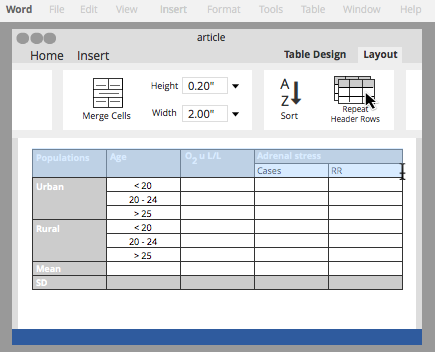 Word File Edit View Insert Format Tools Table Window Help
article
Home Insert Table Design Layout
Height 0.20"
Width 2.00"
Merge Cells
A
Z
Sort
Repeat
Header Rows
Populations Age O2 u L/L Adrenal stress
Cases RR
Urban < 20
20 - 24
> 25
Rural < 20
20 - 24
> 25
Mean
SD